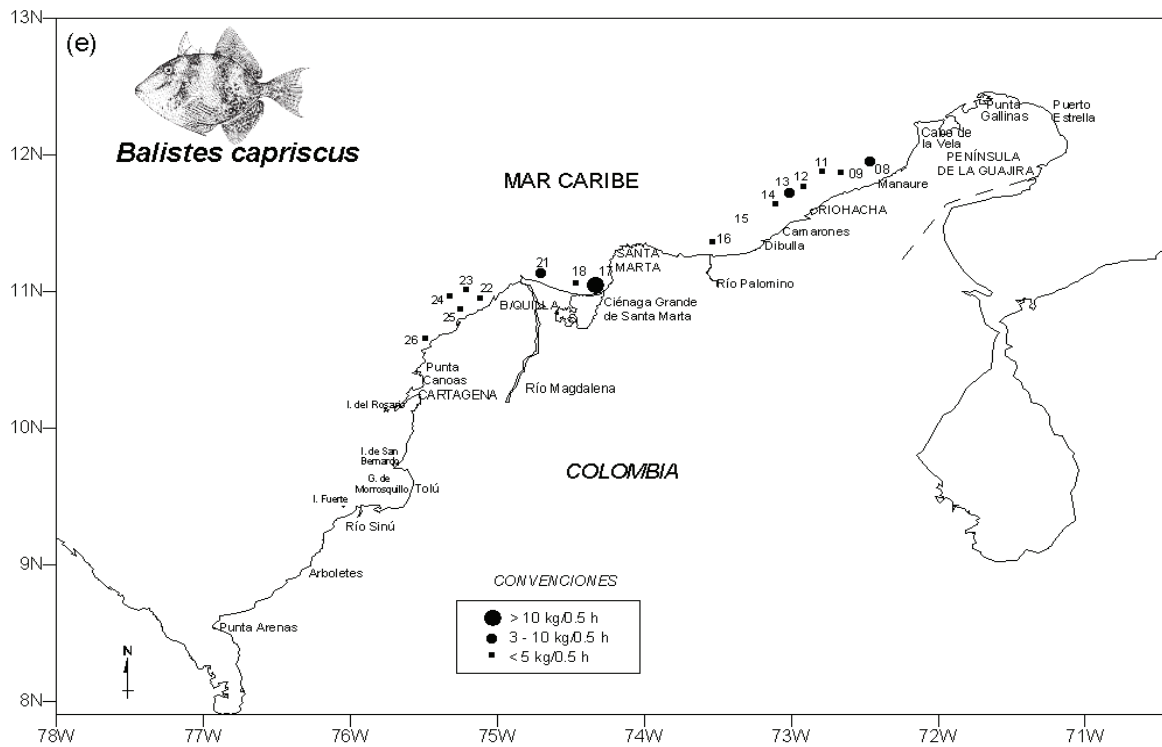 13N
(e)
Balistes capriscus
Punta
Gallinas
Puerto
Estrella
Cabo de
la Vela
12N
PENÍNSULA
DE LA GUAJIRA
MAR CARIBE
11
08
09
12
Manaure
13
14
RIOHACHA
15
Camarones
16
Dibulla
SANTA
MARTA
Río Palomino
21
18
17
23
22
24
11N
B/QUILLA
Ciénaga Grande
de Santa Marta
25
26
Punta
Canoas
CARTAGENA
Río Magdalena
I. del Rosario
10N
I. de San
Bernardo
G. de
Morrosquillo
Tolú
COLOMBIA
I. Fuerte
Río Sinú
9N
Arboletes
CONVENCIONES
> 10 kg/0.5 h
3 - 10 kg/0.5 h
< 5 kg/0.5 h
Punta Arenas
N
8N
78W
77W
76W
75W
74W
73W
72W
71W